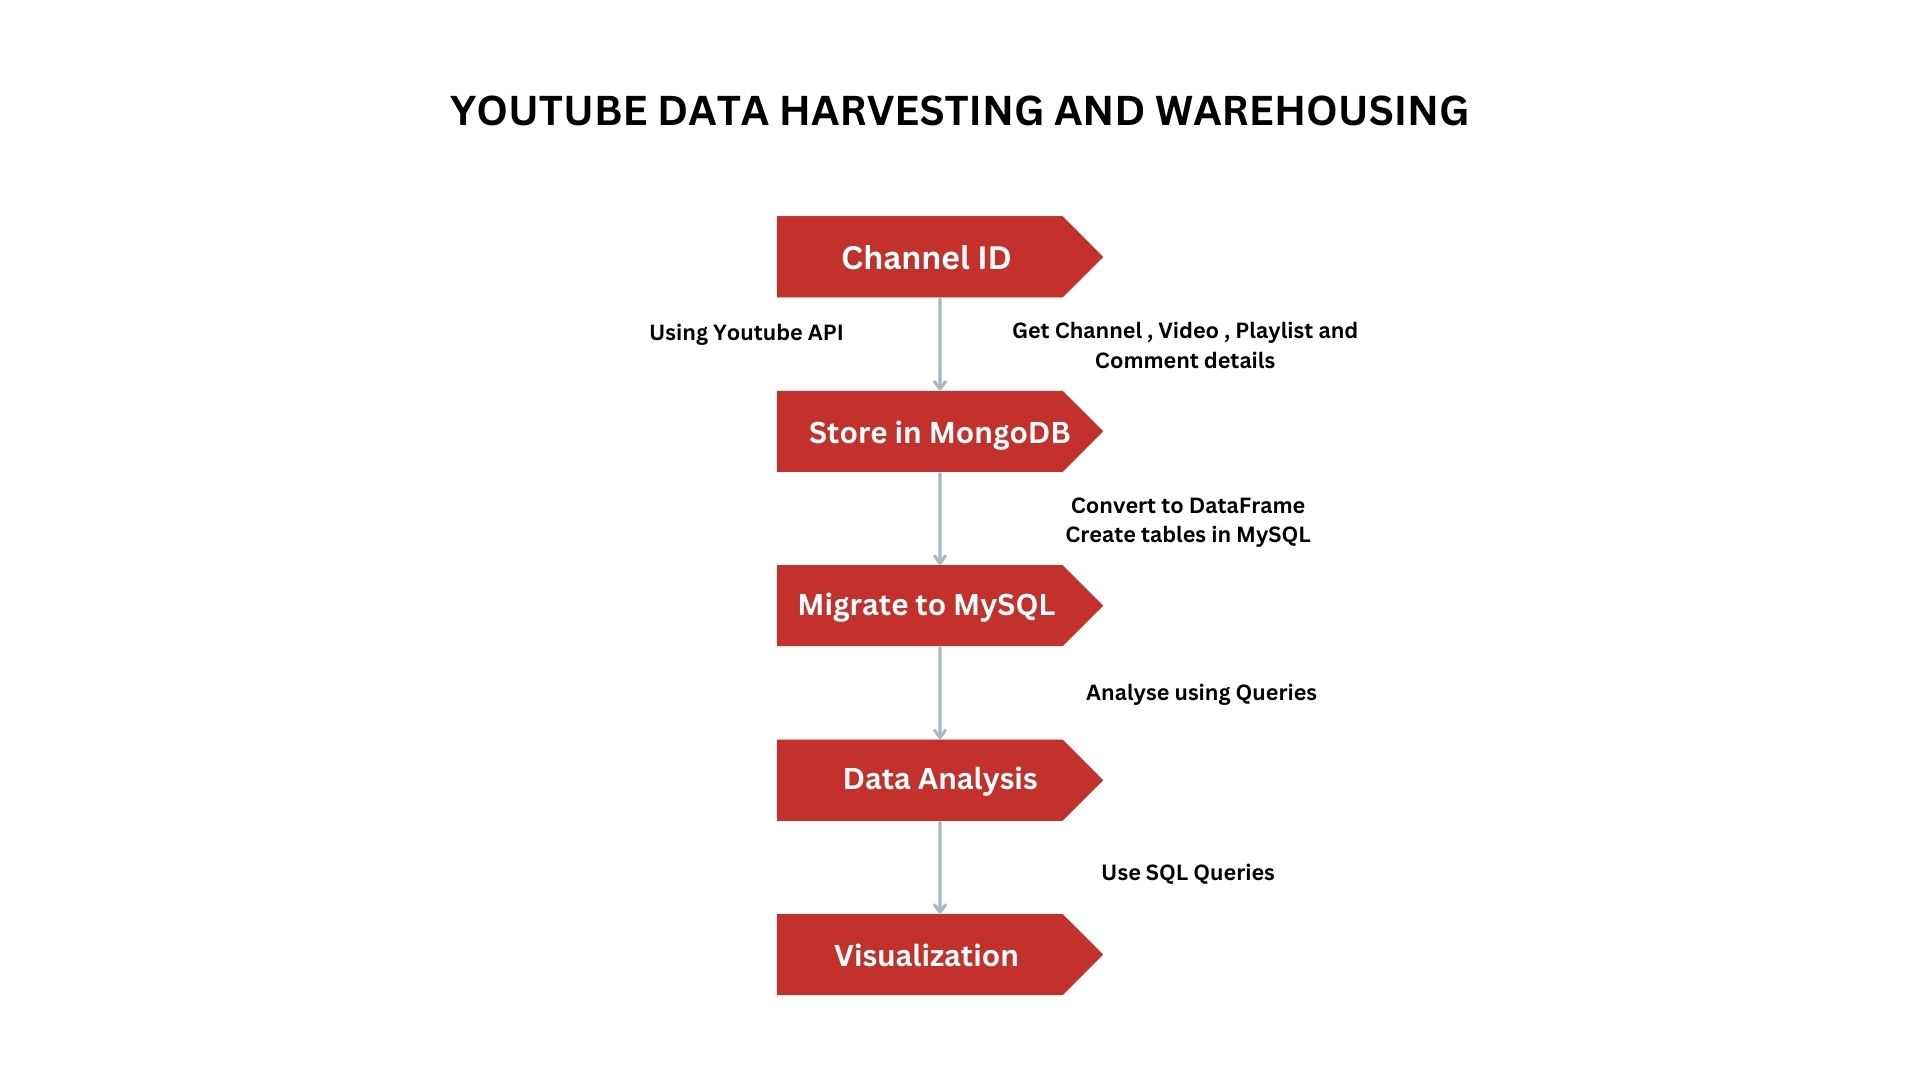 YOUTUBE DATA HARVESTING AND WAREHOUSING
Channel ID
Using Youtube API
Get Channel , Video , Playlist and
Comment details
Store in MongoDB
Convert to DataFrame
Create tables in MySQL
Migrate to MySQL
Analyse using Queries
Data Analysis
Use SQL Queries
Visualization